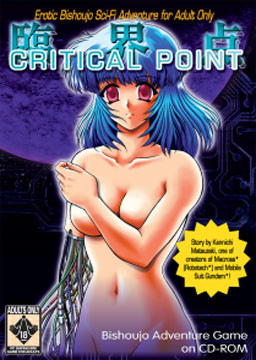 Erotic Bishoujo Sci-Fi Adventure for Adult Only
臨界点
CRITICAL POINT
Story by Kennichi
Matsuzaki, one of
creators of Macross*
[Robotech*] and Mobile
Suit Gundam*!
ADULTS ONLY
18
Bishoujo Adventure Game
on CD-ROM